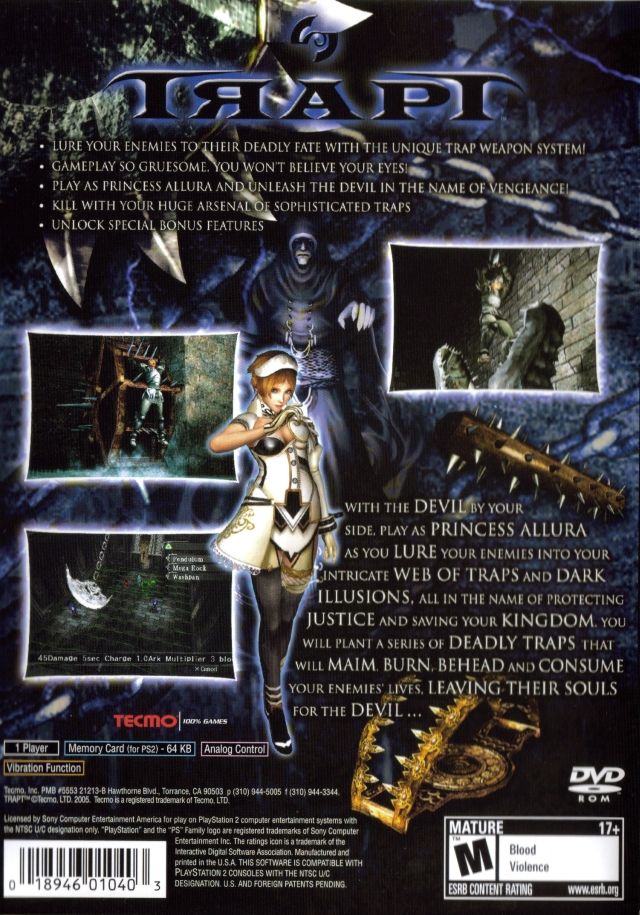 TRAPT
• LURE YOUR ENEMIES TO THEIR DEADLY FATE WITH THE UNIQUE TRAP WEAPON SYSTEM!
• GAMEPLAY SO GRUESOME, YOU WON'T BELIEVE YOUR EYES!
• PLAY AS PRINCESS ALLURA AND UNLEASH THE DEVIL IN THE NAME OF VENGEANCE!
• KILL WITH YOUR HUGE ARSENAL OF SOPHISTICATED TRAPS
• UNLOCK SPECIAL BONUS FEATURES
WITH THE DEVIL BY YOUR
SIDE, PLAY AS PRINCESS ALLURA
AS YOU LURE YOUR ENEMIES INTO YOUR
INTRICATE WEB OF TRAPS AND DARK
ILLUSIONS, ALL IN THE NAME OF PROTECTING
JUSTICE AND SAVING YOUR KINGDOM. YOU
WILL PLANT A SERIES OF DEADLY TRAPS THAT
WILL MAIM, BURN, BEHEAD AND CONSUME
YOUR ENEMIES' LIVES, LEAVING THEIR SOULS
FOR THE DEVIL ...
Pendulum
Mega Rock
Washpan
45Damage 5sec Charge 1.0Ark Multiplier 3 blo
× Cancel
TECMO 100% GAMES
1 Player Memory Card (for PS2) - 64 KB Analog Control
Vibration Function
Tecmo, Inc. PMB #5553 21213-B Hawthorne Blvd., Torrance, CA 90503 p (310) 944-5005 f (310) 944-3344.
TRAPT™ ©Tecmo, LTD. 2005. Tecmo is a registered trademark of Tecmo, LTD.
Licensed by Sony Computer Entertainment America for play on PlayStation 2 computer entertainment systems with
the NTSC U/C designation only. "PlayStation" and the "PS" Family logo are registered trademarks of Sony Computer
Entertainment Inc. The ratings icon is a trademark of the
Interactive Digital Software Association. Manufactured and
printed in the U.S.A. THIS SOFTWARE IS COMPATIBLE WITH
PLAYSTATION 2 CONSOLES WITH THE NTSC U/C
DESIGNATION. U.S. AND FOREIGN PATENTS PENDING.
0 18946 01040 3
DVD
ROM
MATURE 17+
M
Blood
Violence
ESRB CONTENT RATING www.esrb.org